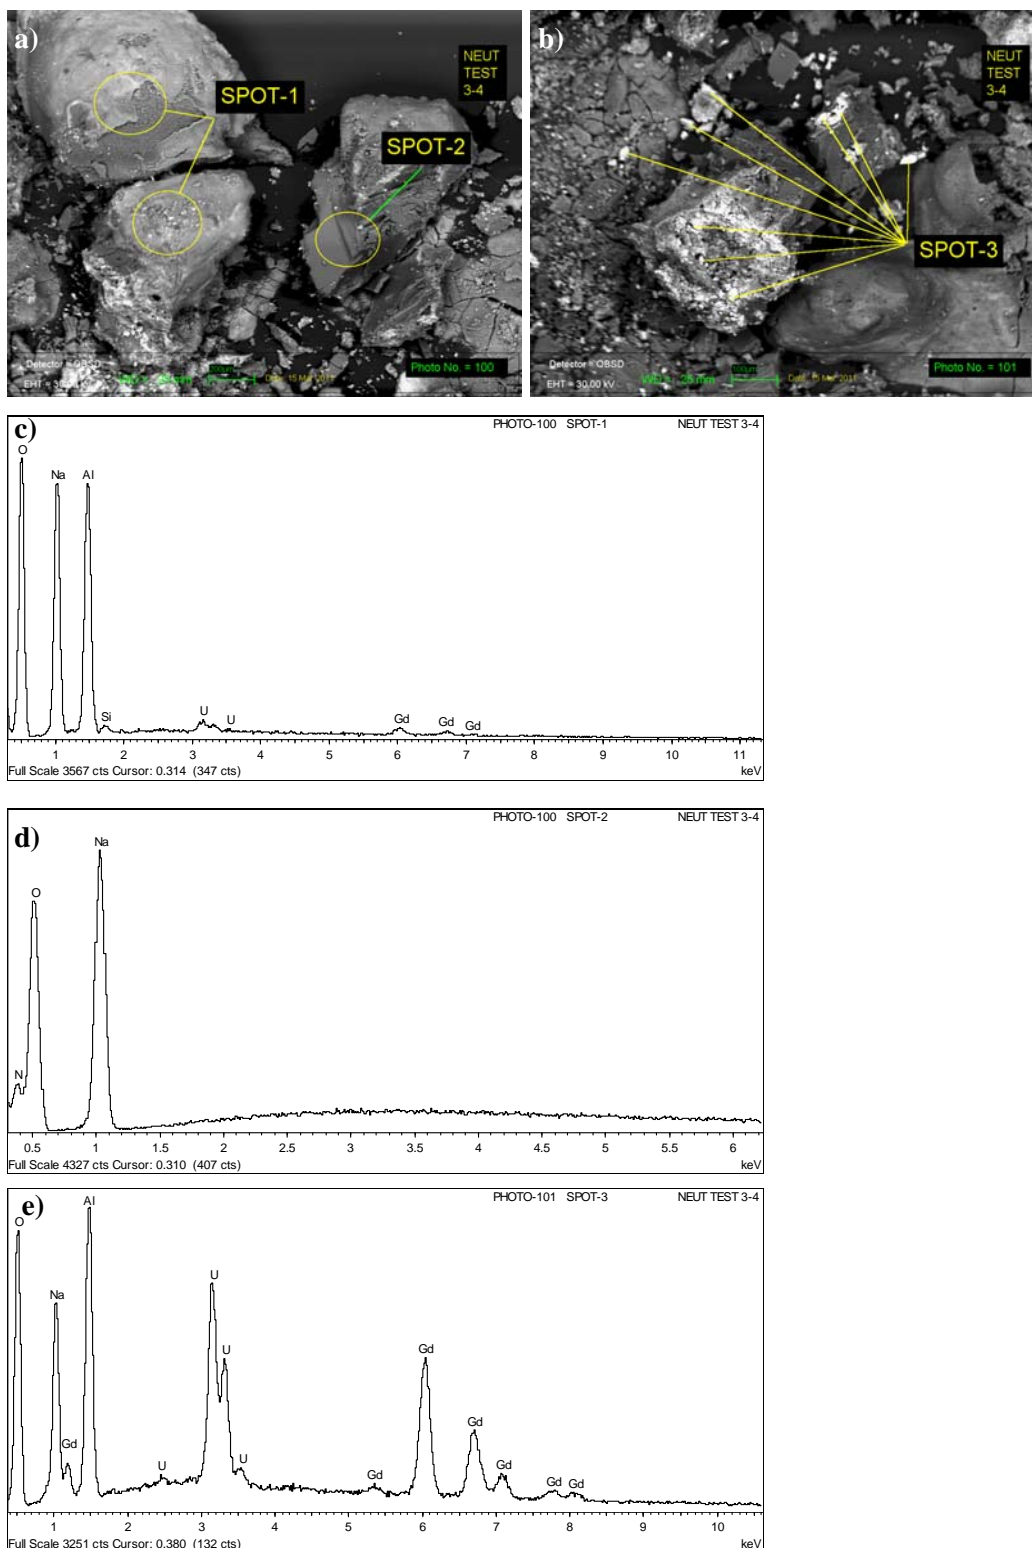 a)
NEUT
TEST
3-4
SPOT-1
SPOT-2
Detector = QBSD
EHT = 30.00 kV
200µm
Photo No. = 100
b)
NEUT
TEST
3-4
SPOT-3
Detector = QBSD
EHT = 30.00 kV
WD = 25 mm
100µm
Photo No. = 101
c)
PHOTO-100 SPOT-1 NEUT TEST 3-4
O
Na Al
Si U U Gd Gd Gd
1 2 3 4 5 6 7 8 9 10 11
Full Scale 3567 cts Cursor: 0.314 (347 cts) keV
d)
PHOTO-100 SPOT-2 NEUT TEST 3-4
Na
O
N
0.5 1 1.5 2 2.5 3 3.5 4 4.5 5 5.5 6
Full Scale 4327 cts Cursor: 0.310 (407 cts) keV
e)
PHOTO-101 SPOT-3 NEUT TEST 3-4
Al
O
U
Na
U Gd
Gd Gd
U U Gd Gd Gd Gd
1 2 3 4 5 6 7 8 9 10
Full Scale 3251 cts Cursor: 0.380 (132 cts) keV